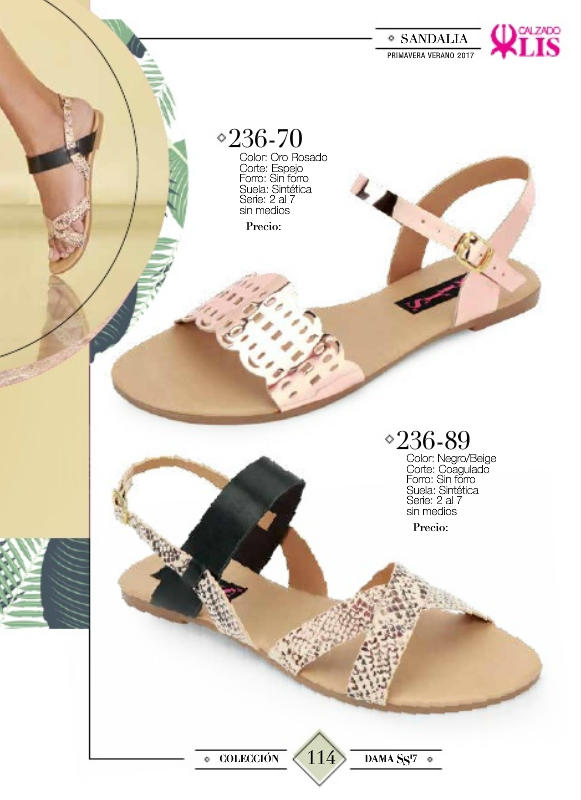 SANDALIA
PRIMAVERA VERANO 2017
CALZADO
LIS
236-70
Color: Oro Rosado
Corte: Espejo
Forro: Sin forro
Suela: Sintética
Serie: 2 al 7
sin medios
Precio:
236-89
Color: Negro/Beige
Corte: Coagulado
Forro: Sin forro
Suela: Sintética
Serie: 2 al 7
sin medios
Precio:
COLECCIÓN 114 DAMA SS'7